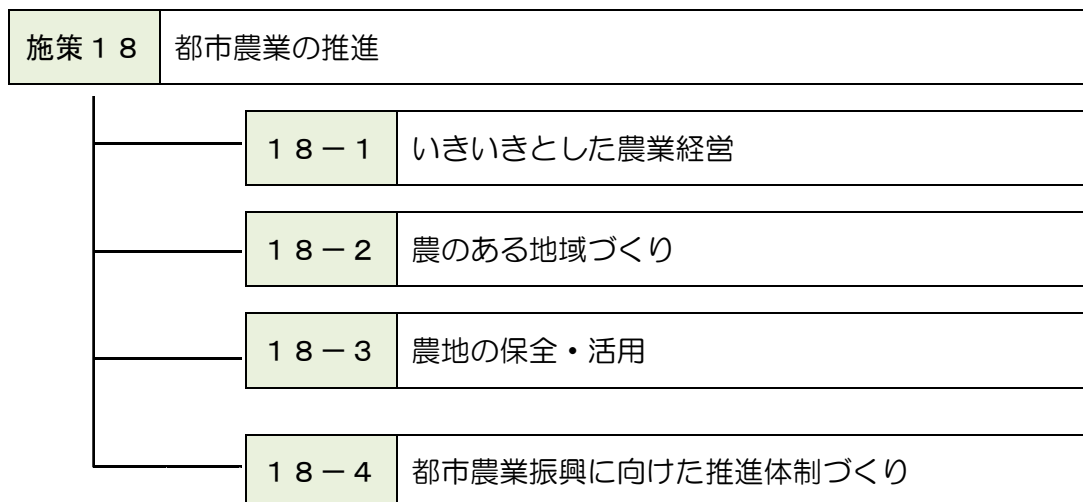 施策１８ 都市農業の推進
１８－１ いきいきとした農業経営
１８－２ 農のある地域づくり
１８－３ 農地の保全・活用
１８－４ 都市農業振興に向けた推進体制づくり